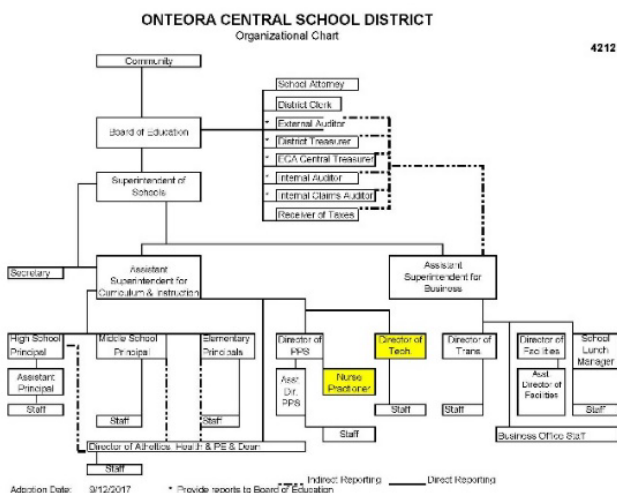 ONTEORA CENTRAL SCHOOL DISTRICT
Organizational Chart
4212
Community
School Attorney
District Clerk
Board of Education
* External Auditor
* District Treasurer
* ECA Central Treasurer
Superintendent of
Schools
* Internal Auditor
* Internal Claims Auditor
Receiver of Taxes
Secretary
Assistant
Superintendent for
Curriculum & Instruction
Assistant
Superintendent for
Business
High School
Principal
Middle School
Principal
Elementary
Principals
Director of
PPS
Director of
Tech.
Director of
Trans.
Director of
Facilities
School
Lunch
Manager
Assistant
Principal
Asst.
Dir.
PPS
Nurse
Practioner
Asst.
Director of
Facilities
Staff
Staff
Staff
Staff
Staff
Staff
Director of Atheltics, Health & PE & Dean
Business Office Staff
Staff
Indirect Reporting
Direct Reporting
Adoption Date: 9/12/2017 * Provide reports to Board of Education